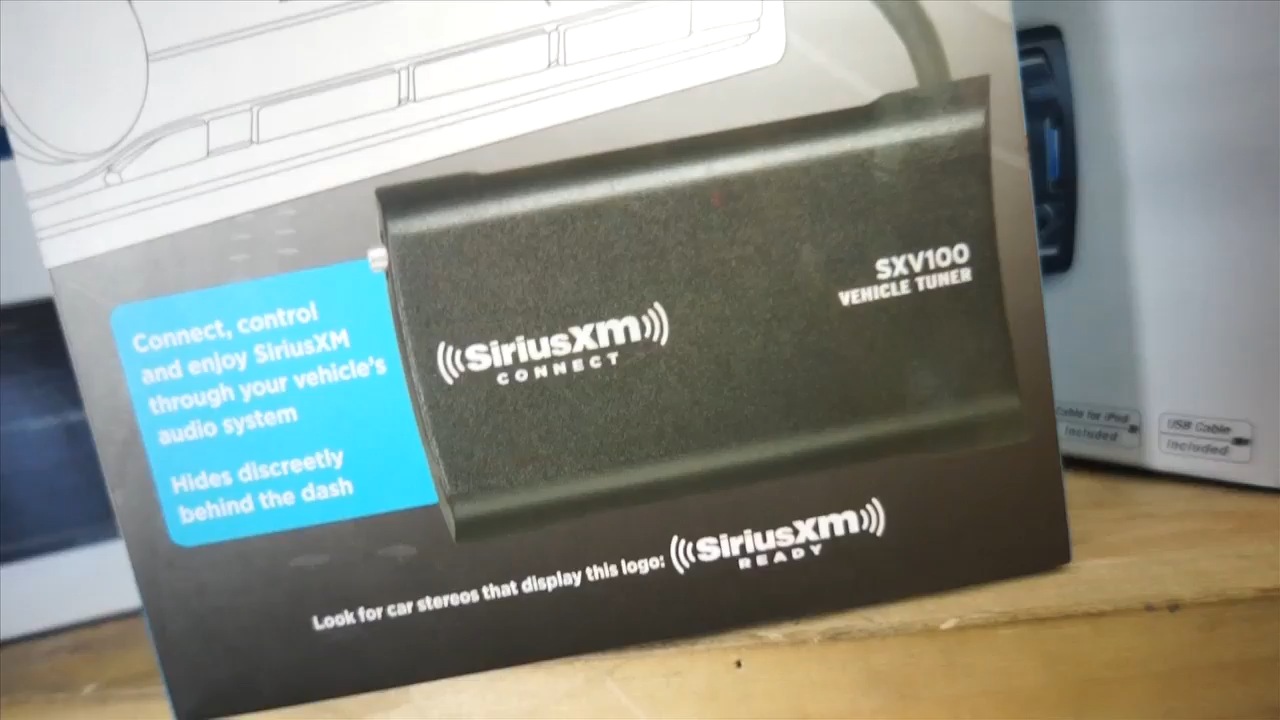 SXV100
VEHICLE TUNER
((SiriusXM))
CONNECT
Connect, control
and enjoy SiriusXM
through your vehicle's
audio system
Hides discreetly
behind the dash
Look for car stereos that display this logo: ((SiriusXM))
READY
Cable for iPod
Included
USB Cable
Included